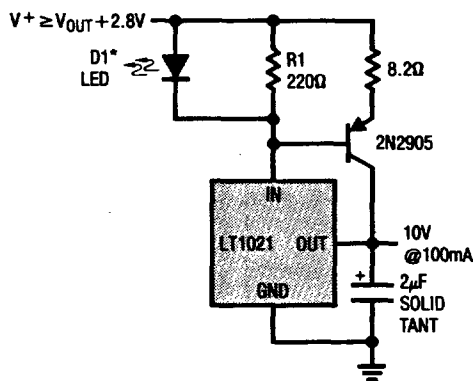 V+ ≥ VOUT + 2.8V
D1*
LED
R1
220Ω
8.2Ω
2N2905
IN
LT1021
OUT
GND
10V
@100mA
+
2μF
SOLID
TANT